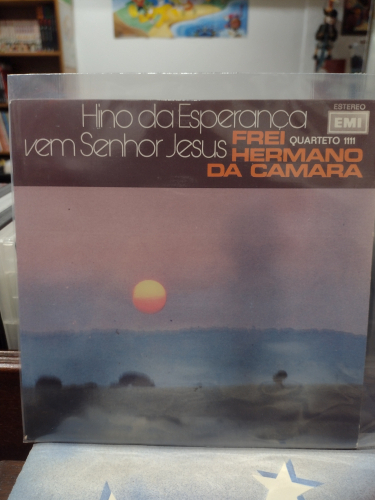 Hino da Esperança
vem Senhor Jesus
FREI QUARTETO 1111
HERMANO
DA CAMARA
ESTEREO
EMI